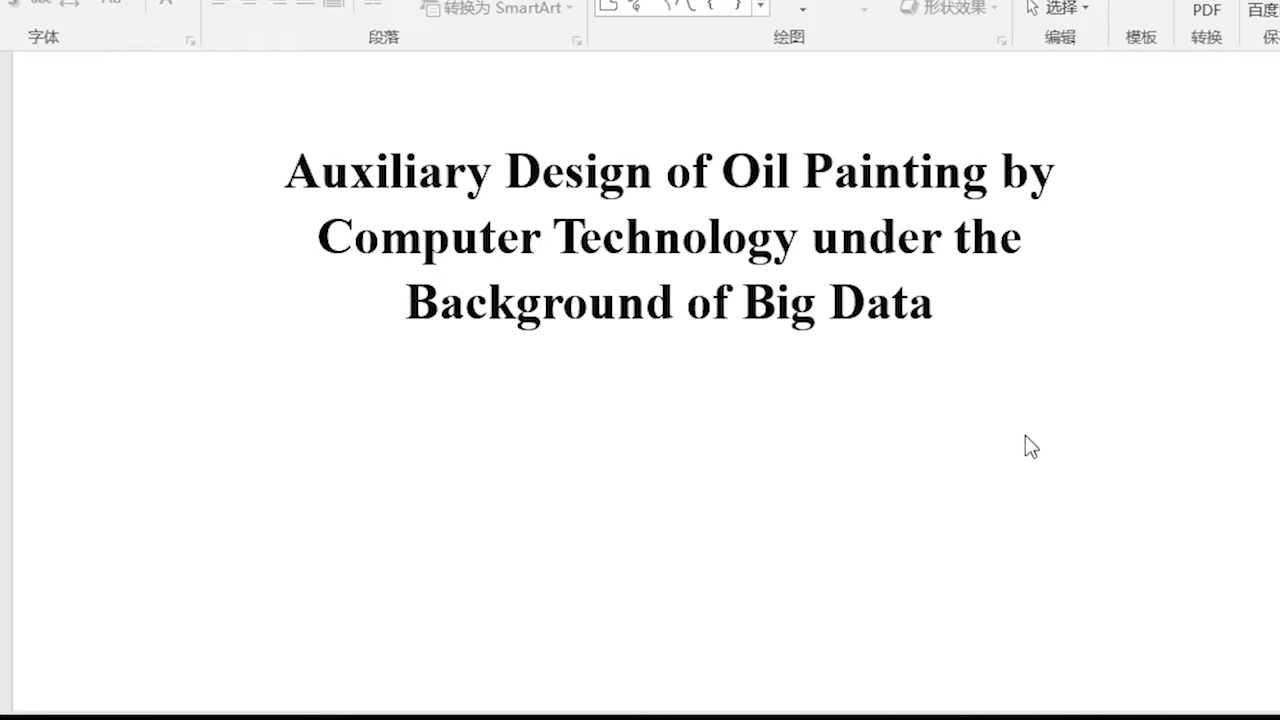 转换为 SmartArt
形状效果
选择
PDF
百度
字体
段落
绘图
编辑
模板
转换
保
Auxiliary Design of Oil Painting by
Computer Technology under the
Background of Big Data